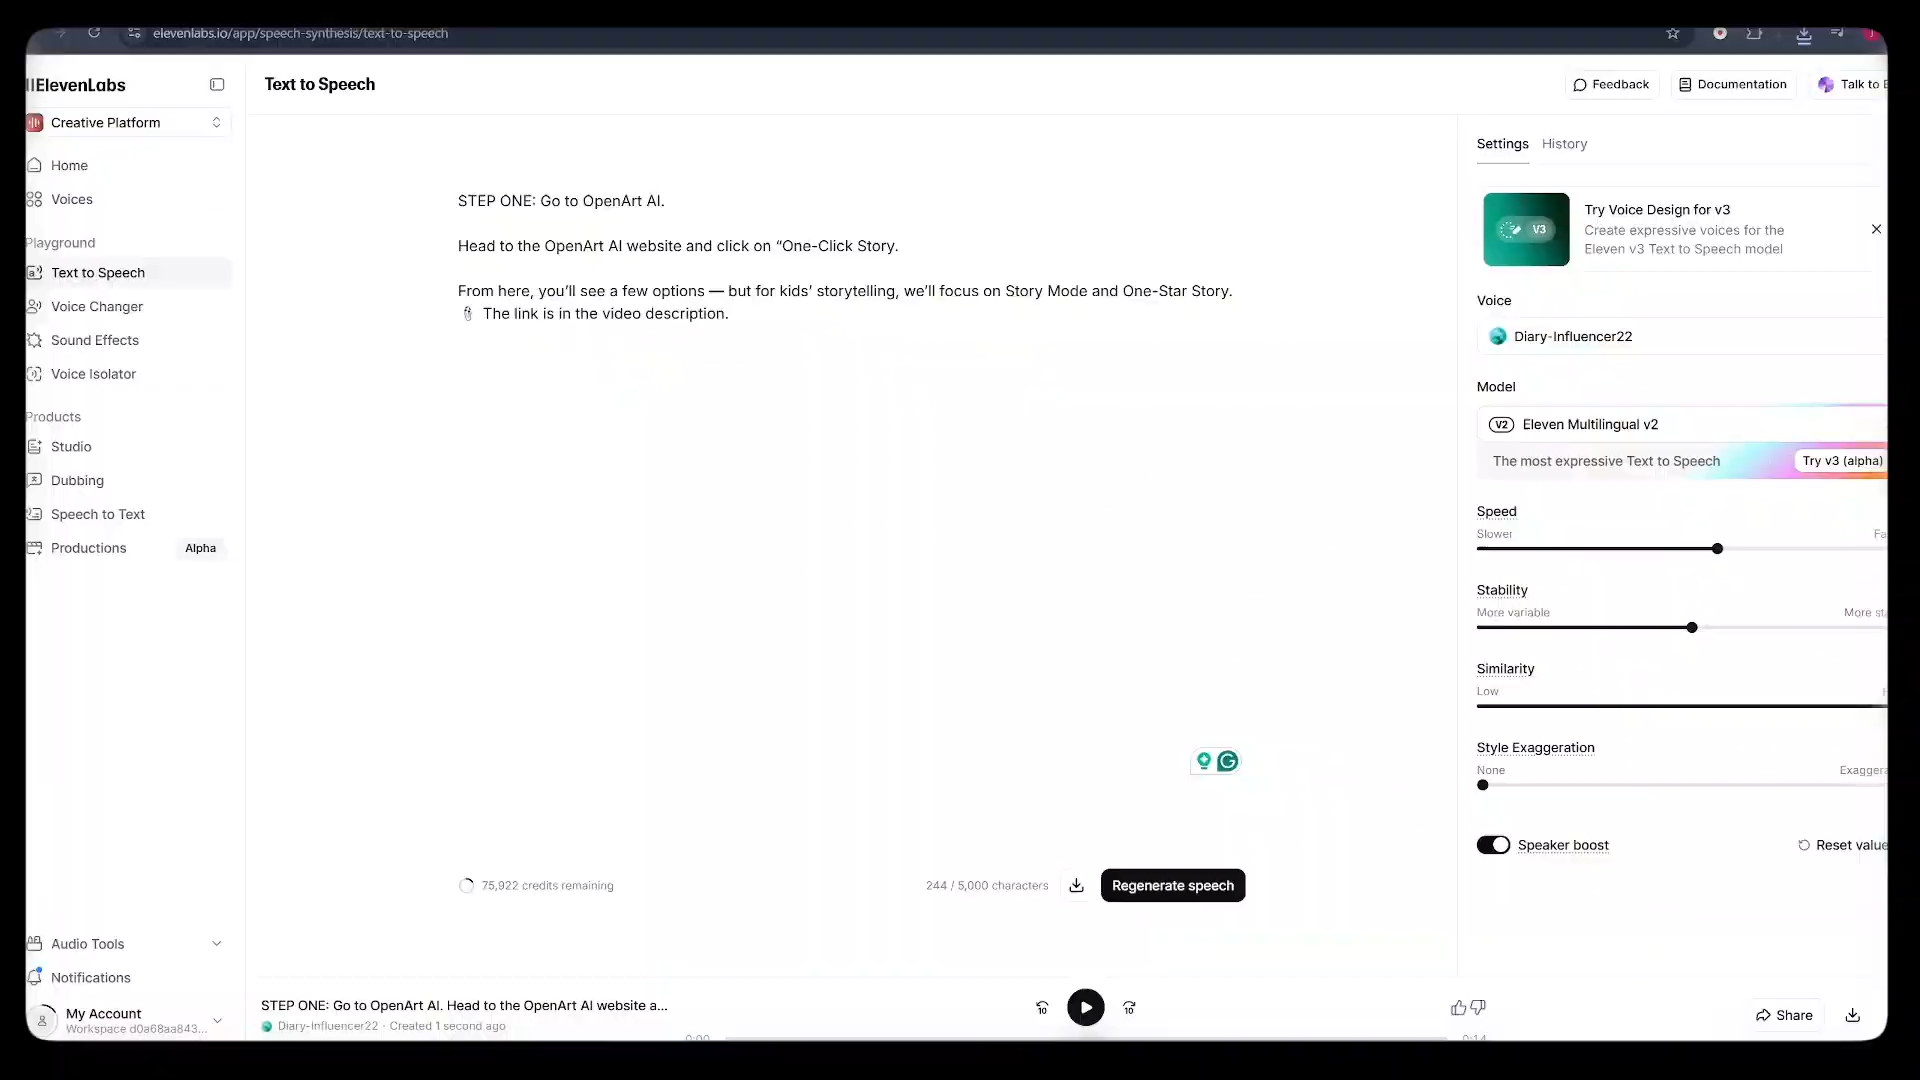 elevenlabs.io/app/speech-synthesis/text-to-speech
IIElevenLabs
Text to Speech
Feedback
Documentation
Talk to E
Creative Platform
Home
Voices
Playground
Text to Speech
Voice Changer
Sound Effects
Voice Isolator
Products
Studio
Dubbing
Speech to Text
Productions Alpha
Audio Tools
Notifications
My Account
Workspace d0a68aa843...
STEP ONE: Go to OpenArt AI.
Head to the OpenArt AI website and click on “One-Click Story.
From here, you’ll see a few options — but for kids’ storytelling, we’ll focus on Story Mode and One-Star Story.
The link is in the video description.
75,922 credits remaining
244 / 5,000 characters
Regenerate speech
Settings History
V3
Try Voice Design for v3
Create expressive voices for the
Eleven v3 Text to Speech model
Voice
Diary-Influencer22
Model
V2 Eleven Multilingual v2
The most expressive Text to Speech Try v3 (alpha)
Speed
Slower Fa
Stability
More variable More sta
Similarity
Low H
Style Exaggeration
None Exaggera
Speaker boost
Reset value
STEP ONE: Go to OpenArt AI. Head to the OpenArt AI website a...
Diary-Influencer22 · Created 1 second ago
10
10
Share
0:00
0:14